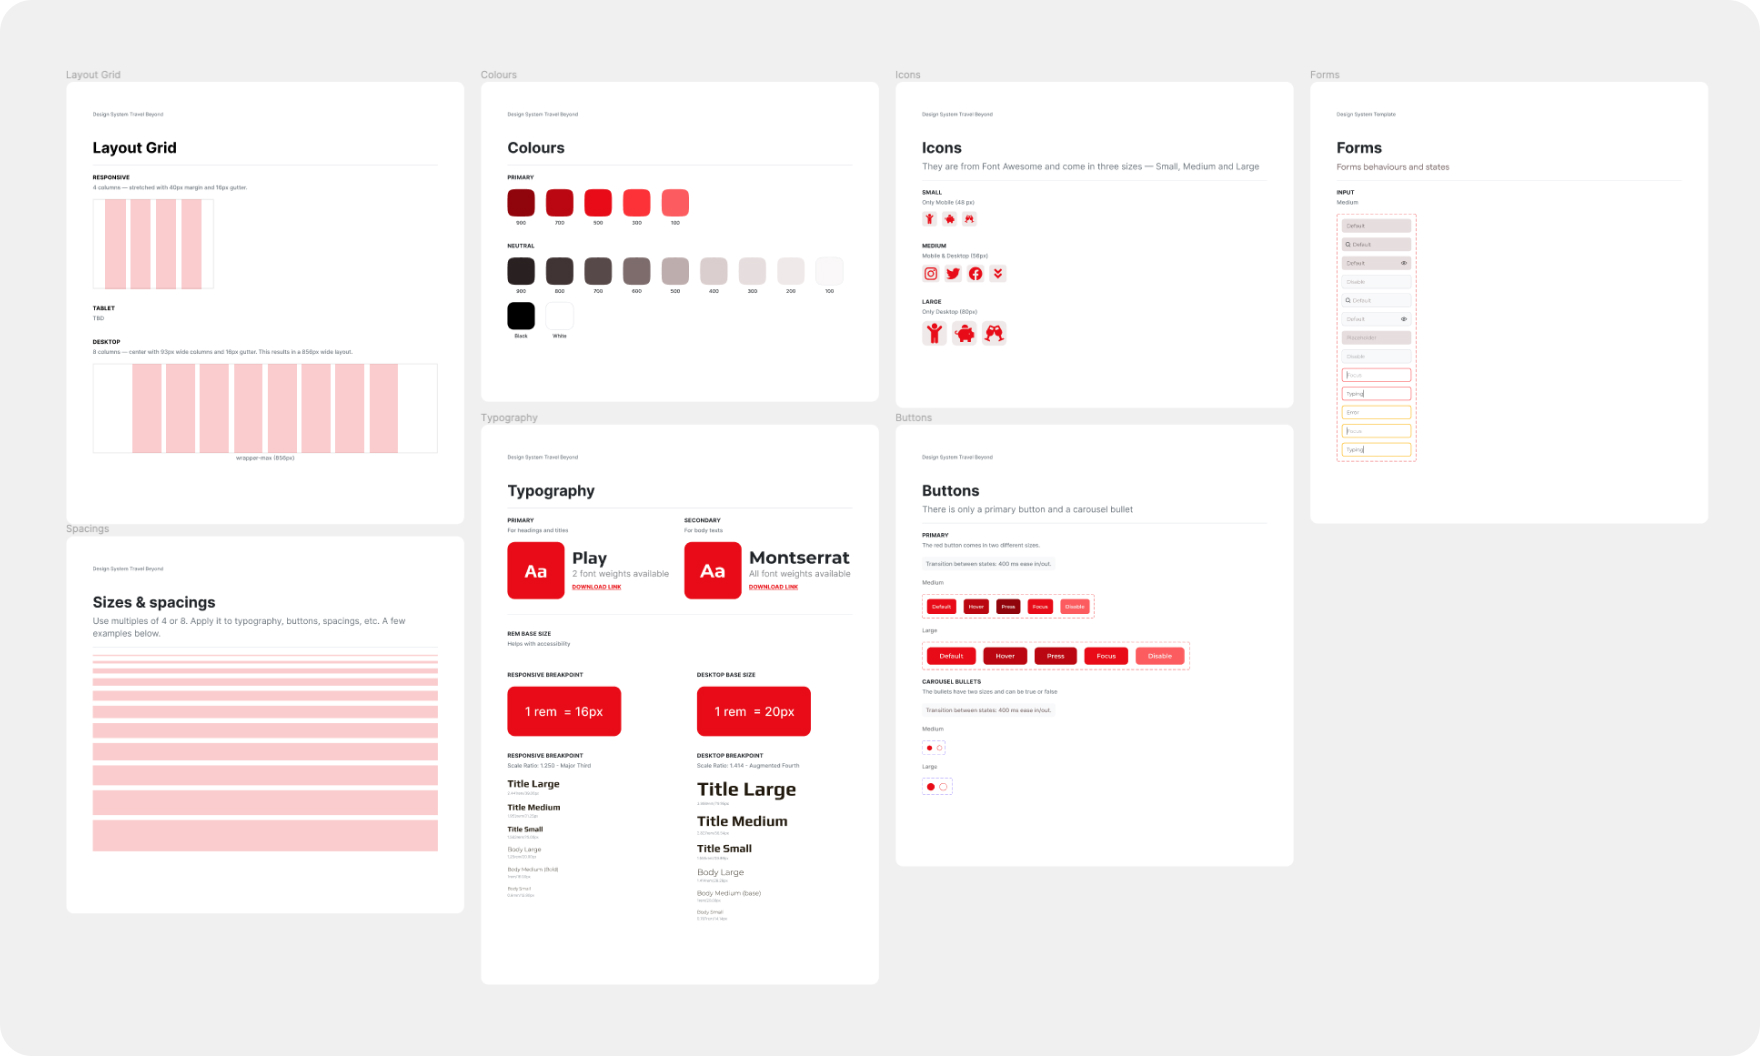 Layout Grid
Design System Travel Beyond
Layout Grid
RESPONSIVE
4 columns — stretched with 40px margin and 16px gutter.
TABLET
TBD
DESKTOP
8 columns — center with 93px wide columns and 16px gutter. This results in a 856px wide layout.
wrapper-max (856px)
Spacings
Design System Travel Beyond
Sizes & spacings
Use multiples of 4 or 8. Apply it to typography, buttons, spacings, etc. A few
examples below.
Colours
Design System Travel Beyond
Colours
PRIMARY
900 700 500 300 100
NEUTRAL
900 800 700 600 500 400 300 200 100
Black White
Typography
Design System Travel Beyond
Typography
PRIMARY
For headings and titles
Aa
Play
2 font weights available
DOWNLOAD LINK
SECONDARY
For body texts
Aa
Montserrat
All font weights available
DOWNLOAD LINK
REM BASE SIZE
Helps with accessibility
RESPONSIVE BREAKPOINT
1 rem = 16px
DESKTOP BASE SIZE
1 rem = 20px
RESPONSIVE BREAKPOINT
Scale Ratio: 1.250 - Major Third
Title Large
Title Medium
Title Small
Body Large
Body Medium
Body Small
DESKTOP BREAKPOINT
Scale Ratio: 1.414 - Augmented Fourth
Title Large
Title Medium
Title Small
Body Large
Body Medium (base)
Body Small
Icons
Design System Travel Beyond
Icons
They are from Font Awesome and come in three sizes — Small, Medium and Large
SMALL
Only Mobile (48 px)
MEDIUM
Mobile & Desktop (56px)
LARGE
Only Desktop (80px)
Buttons
Design System Travel Beyond
Buttons
There is only a primary button and a carousel bullet
PRIMARY
The red button comes in two different sizes.
Transition between states: 400 ms ease in/out.
Medium
Default Hover Press Focus Disable
Large
Default Hover Press Focus Disable
CAROUSEL BULLETS
The bullets have two sizes and can be true or false
Transition between states: 400 ms ease in/out.
Medium
Large
Forms
Design System Template
Forms
Forms behaviours and states
INPUT
Medium
Default
Default
Default
Disable
Default
Default
Placeholder
Disable
Focus
Typing
Error
Focus
Typing